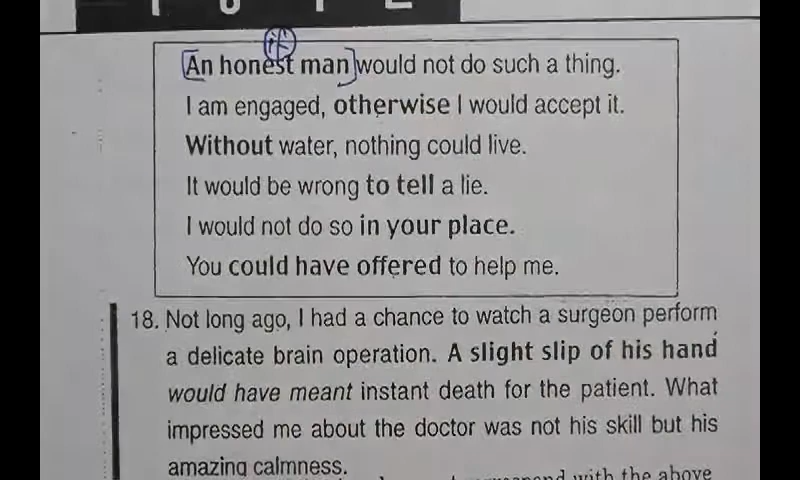 if
An honest man would not do such a thing.
I am engaged, otherwise I would accept it.
Without water, nothing could live.
It would be wrong to tell a lie.
I would not do so in your place.
You could have offered to help me.
18. Not long ago, I had a chance to watch a surgeon perform
a delicate brain operation. A slight slip of his hand
would have meant instant death for the patient. What
impressed me about the doctor was not his skill but his
amazing calmness.
with the above